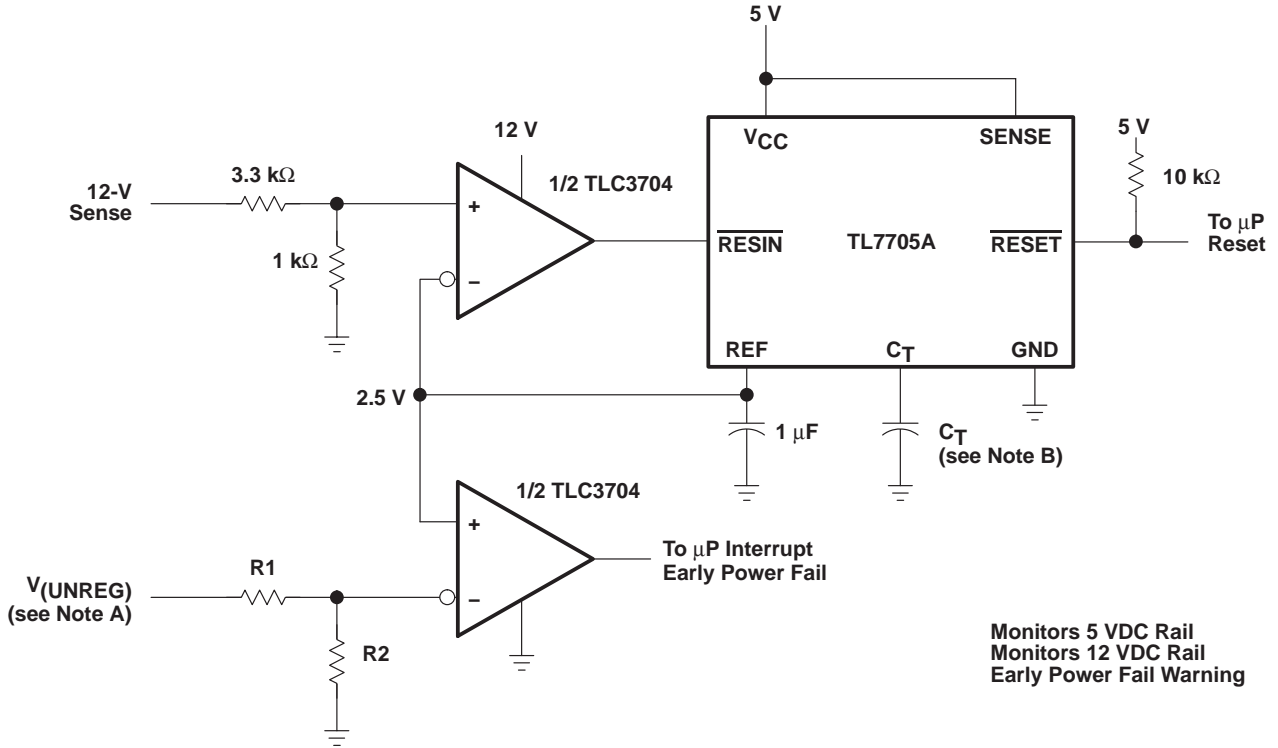 5 V
12 V
VCC
SENSE
5 V
3.3 kΩ
1/2 TLC3704
10 kΩ
12-V
Sense
+
1 kΩ
–
RESIN
TL7705A
RESET
To μP
Reset
REF
CT
GND
2.5 V
1 μF
CT
(see Note B)
1/2 TLC3704
+
–
To μP Interrupt
Early Power Fail
V(UNREG)
(see Note A)
R1
R2
Monitors 5 VDC Rail
Monitors 12 VDC Rail
Early Power Fail Warning